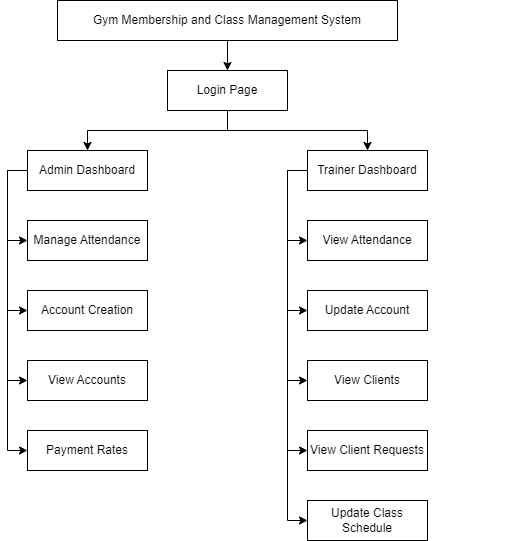 Gym Membership and Class Management System
Login Page
Admin Dashboard
Trainer Dashboard
Manage Attendance
View Attendance
Account Creation
Update Account
View Accounts
View Clients
Payment Rates
View Client Requests
Update Class
Schedule